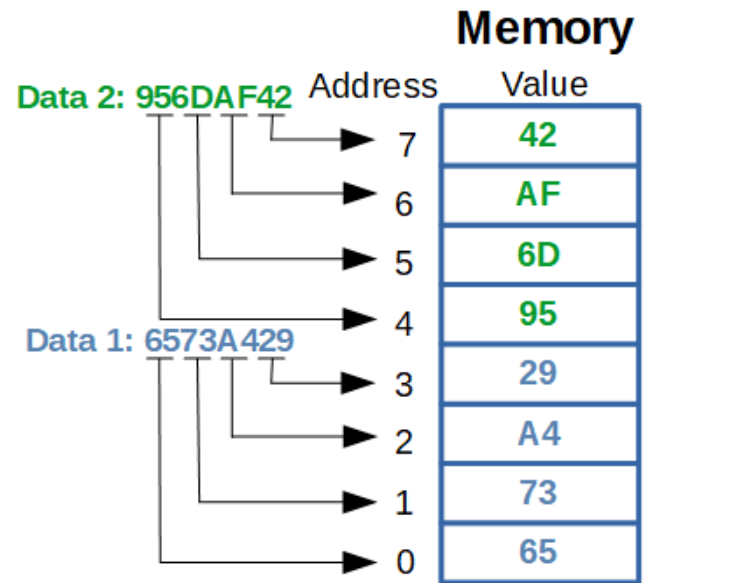 Memory
Data 2: 956DAF42 Address Value
7 42
6 AF
5 6D
4 95
Data 1: 6573A429
3 29
2 A4
1 73
0 65